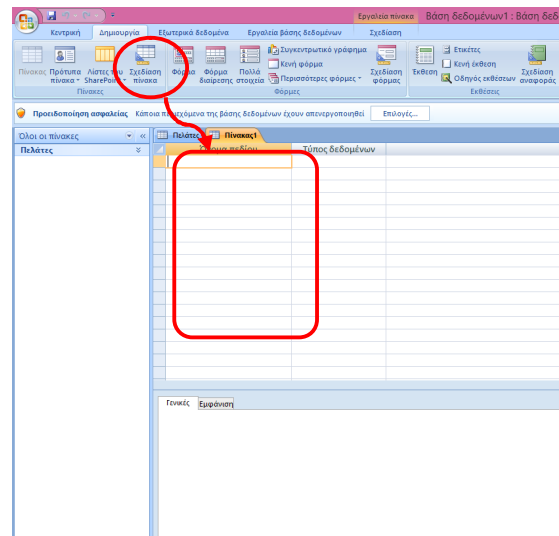 Εργαλεία πίνακα Βάση δεδομένων1 : Βάση δεδ
Κεντρική Δημιουργία Εξωτερικά δεδομένα Εργαλεία βάσης δεδομένων Σχεδίαση
Πίνακας Πρότυπα πίνακα Λίστες του SharePoint Σχεδίαση πίνακα
Πίνακες
Φόρμα Φόρμα διαίρεσης Πολλά στοιχεία
Συγκεντρωτικό γράφημα
Κενή φόρμα
Περισσότερες φόρμες
Σχεδίαση φόρμας
Φόρμες
Έκθεση
Ετικέτες
Κενή έκθεση
Οδηγός εκθέσεων
Σχεδίαση αναφοράς
Εκθέσεις
Προειδοποίηση ασφαλείας Κάποια περιεχόμενα της βάσης δεδομένων έχουν απενεργοποιηθεί Επιλογές...
Όλοι οι πίνακες
Πελάτες
Πελάτες Πίνακας1
Όνομα πεδίου Τύπος δεδομένων
Γενικές Εμφάνιση